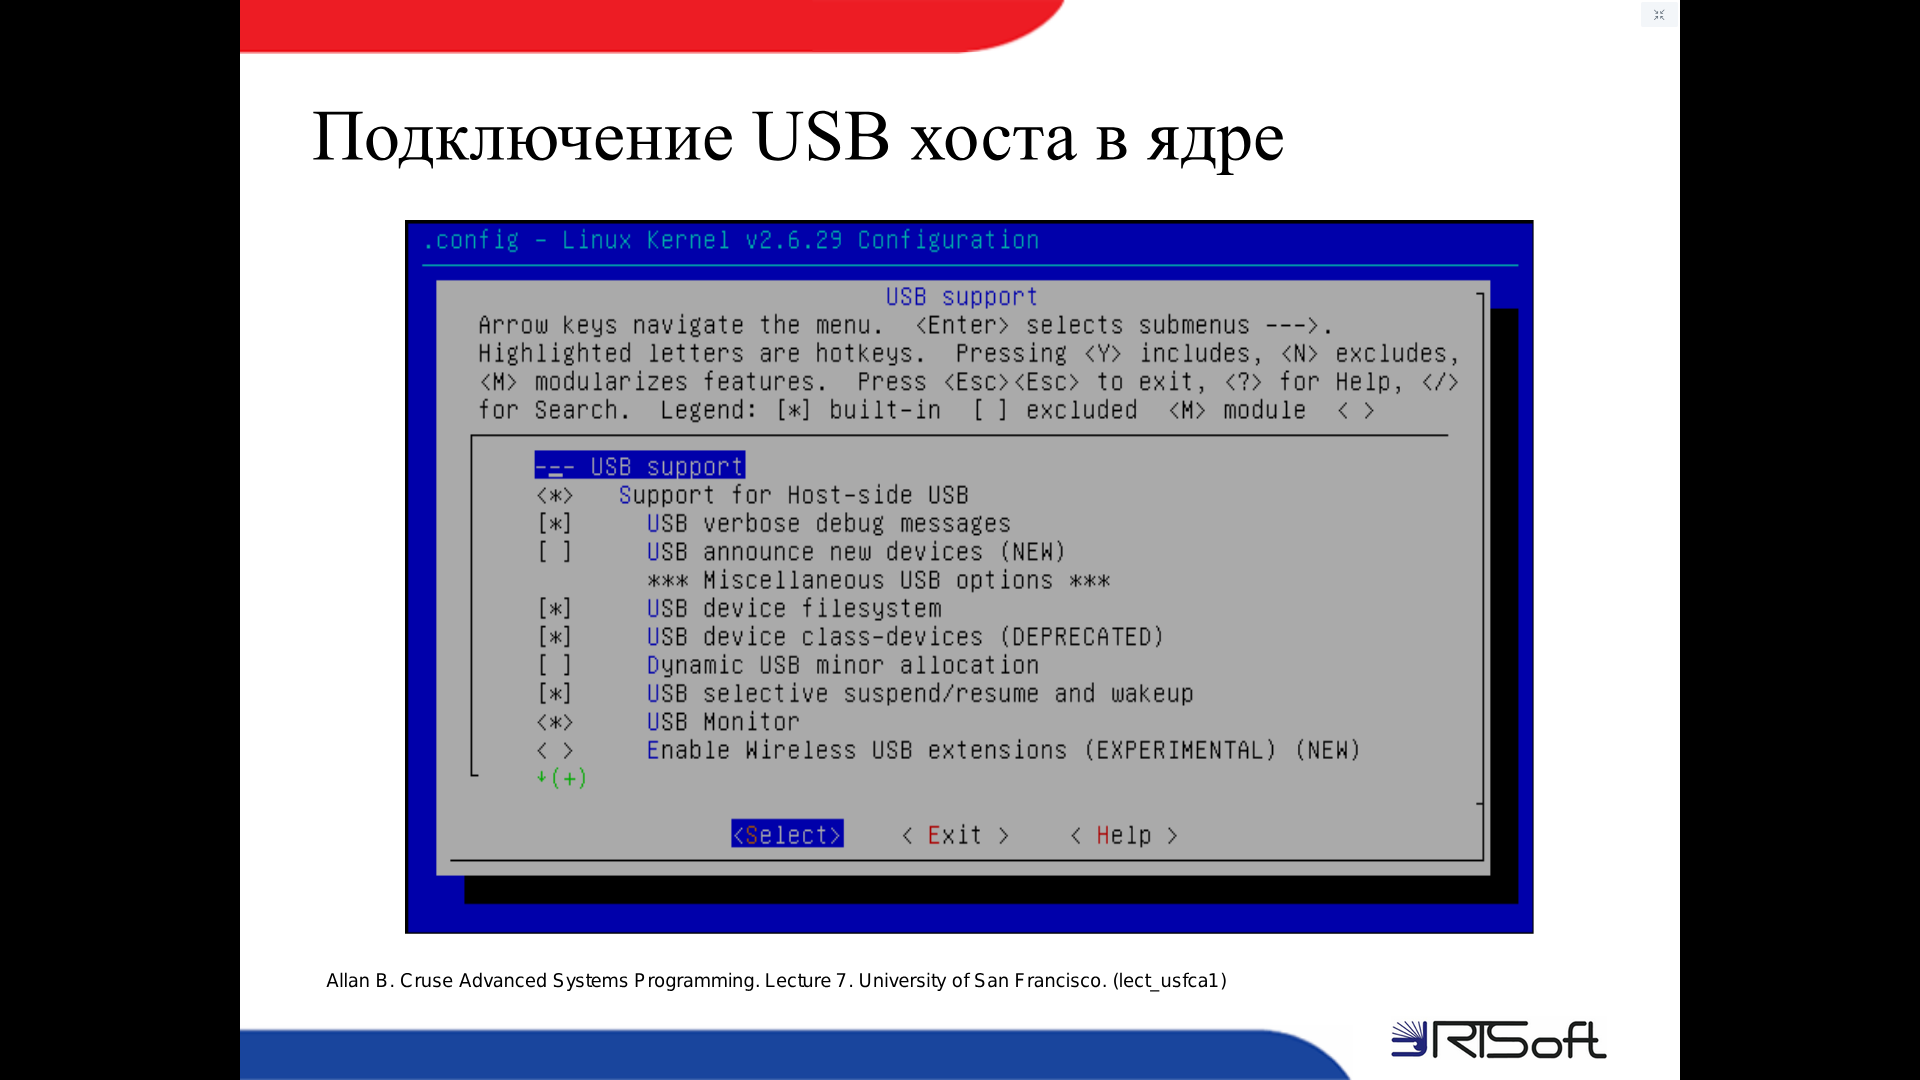 Подключение USB хоста в ядре
.config - Linux Kernel v2.6.29 Configuration
USB support
Arrow keys navigate the menu.  <Enter> selects submenus --->.
Highlighted letters are hotkeys.  Pressing <Y> includes, <N> excludes,
<M> modularizes features.  Press <Esc><Esc> to exit, <?> for Help, </>
for Search.  Legend: [*] built-in  [ ] excluded  <M> module  < >
--- USB support
<*>   Support for Host-side USB
[*]     USB verbose debug messages
[ ]     USB announce new devices (NEW)
*** Miscellaneous USB options ***
[*]     USB device filesystem
[*]     USB device class-devices (DEPRECATED)
[ ]     Dynamic USB minor allocation
[*]     USB selective suspend/resume and wakeup
<*>     USB Monitor
< >     Enable Wireless USB extensions (EXPERIMENTAL) (NEW)
↓(+)
<Select>    < Exit >    < Help >
Allan B. Cruse Advanced Systems Programming. Lecture 7. University of San Francisco. (lect_usfca1)
RTSoft